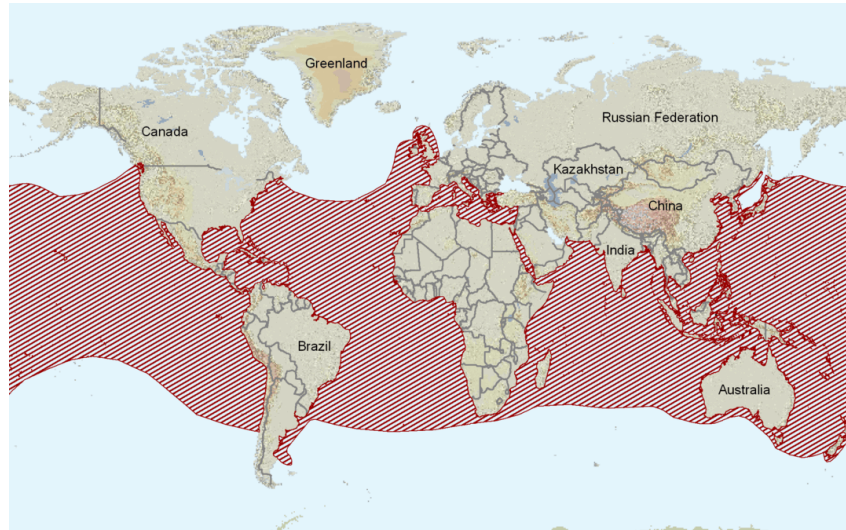 Greenland
Russian Federation
Canada
Kazakhstan
China
India
Brazil
Australia